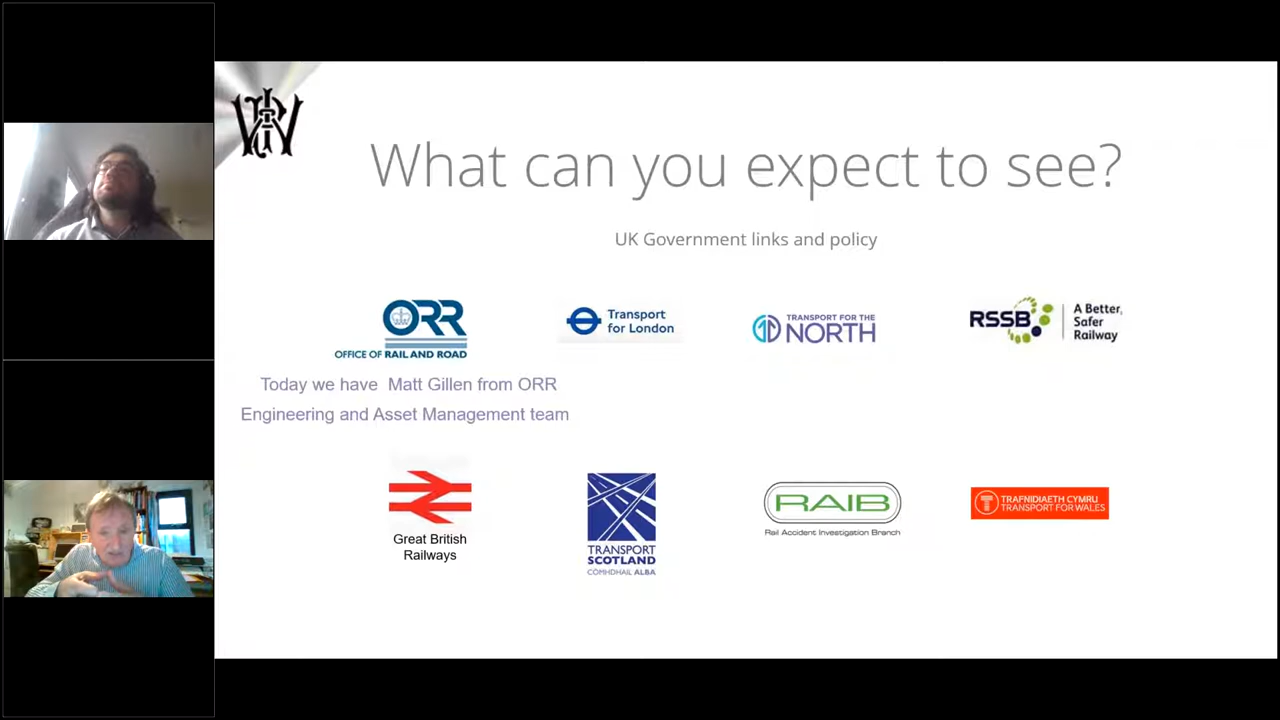 What can you expect to see?
UK Government links and policy
ORR
OFFICE OF RAIL AND ROAD
Transport
for London
TRANSPORT FOR THE
NORTH
RSSB
A Better,
Safer
Railway
Today we have  Matt Gillen from ORR
Engineering and Asset Management team
Great British
Railways
TRANSPORT
SCOTLAND
CÒMHDHAIL ALBA
RAIB
Rail Accident Investigation Branch
TRAFNIDIAETH CYMRU
TRANSPORT FOR WALES